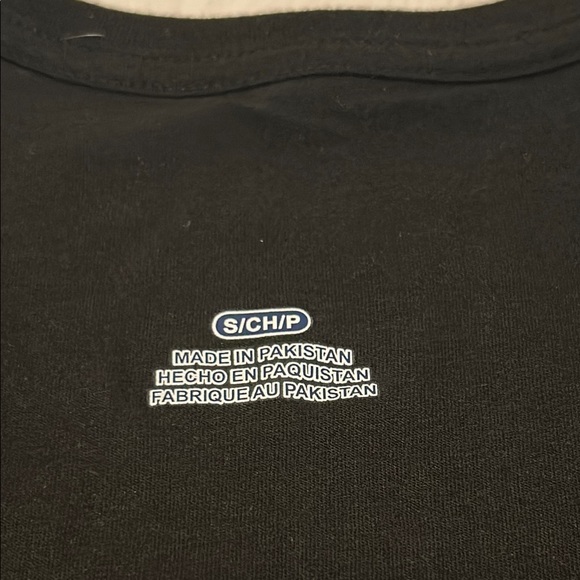 S/CH/P
MADE IN PAKISTAN
HECHO EN PAQUISTAN
FABRIQUE AU PAKISTAN